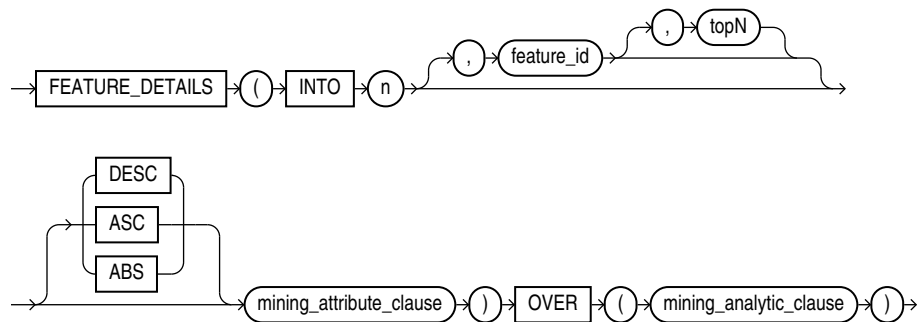 , topN
, feature_id
FEATURE_DETAILS ( INTO n
DESC
ASC
ABS
mining_attribute_clause ) OVER ( mining_analytic_clause )